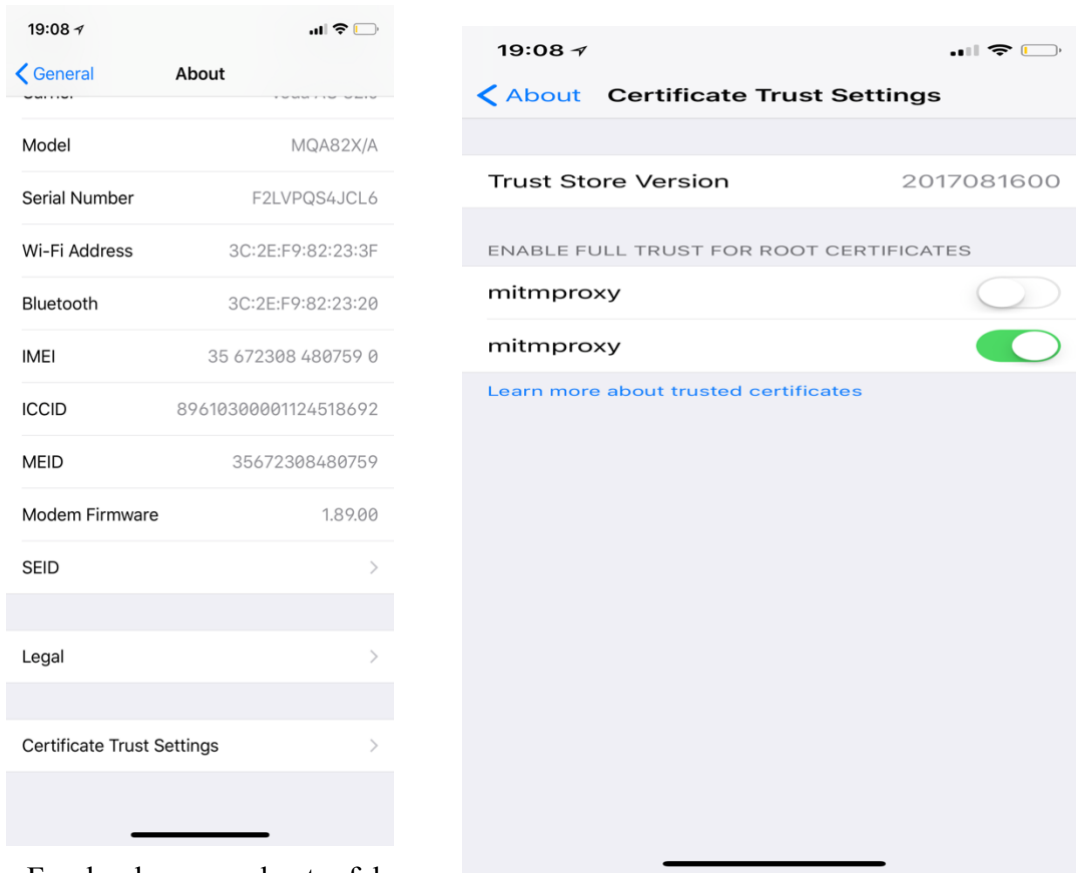 19:08
General About
Model MQA82X/A
Serial Number F2LVPQS4JCL6
Wi-Fi Address 3C:2E:F9:82:23:3F
Bluetooth 3C:2E:F9:82:23:20
IMEI 35 672308 480759 0
ICCID 89610300001124518692
MEID 35672308480759
Modem Firmware 1.89.00
SEID
Legal
Certificate Trust Settings
19:08
About Certificate Trust Settings
Trust Store Version 2017081600
ENABLE FULL TRUST FOR ROOT CERTIFICATES
mitmproxy
mitmproxy
Learn more about trusted certificates